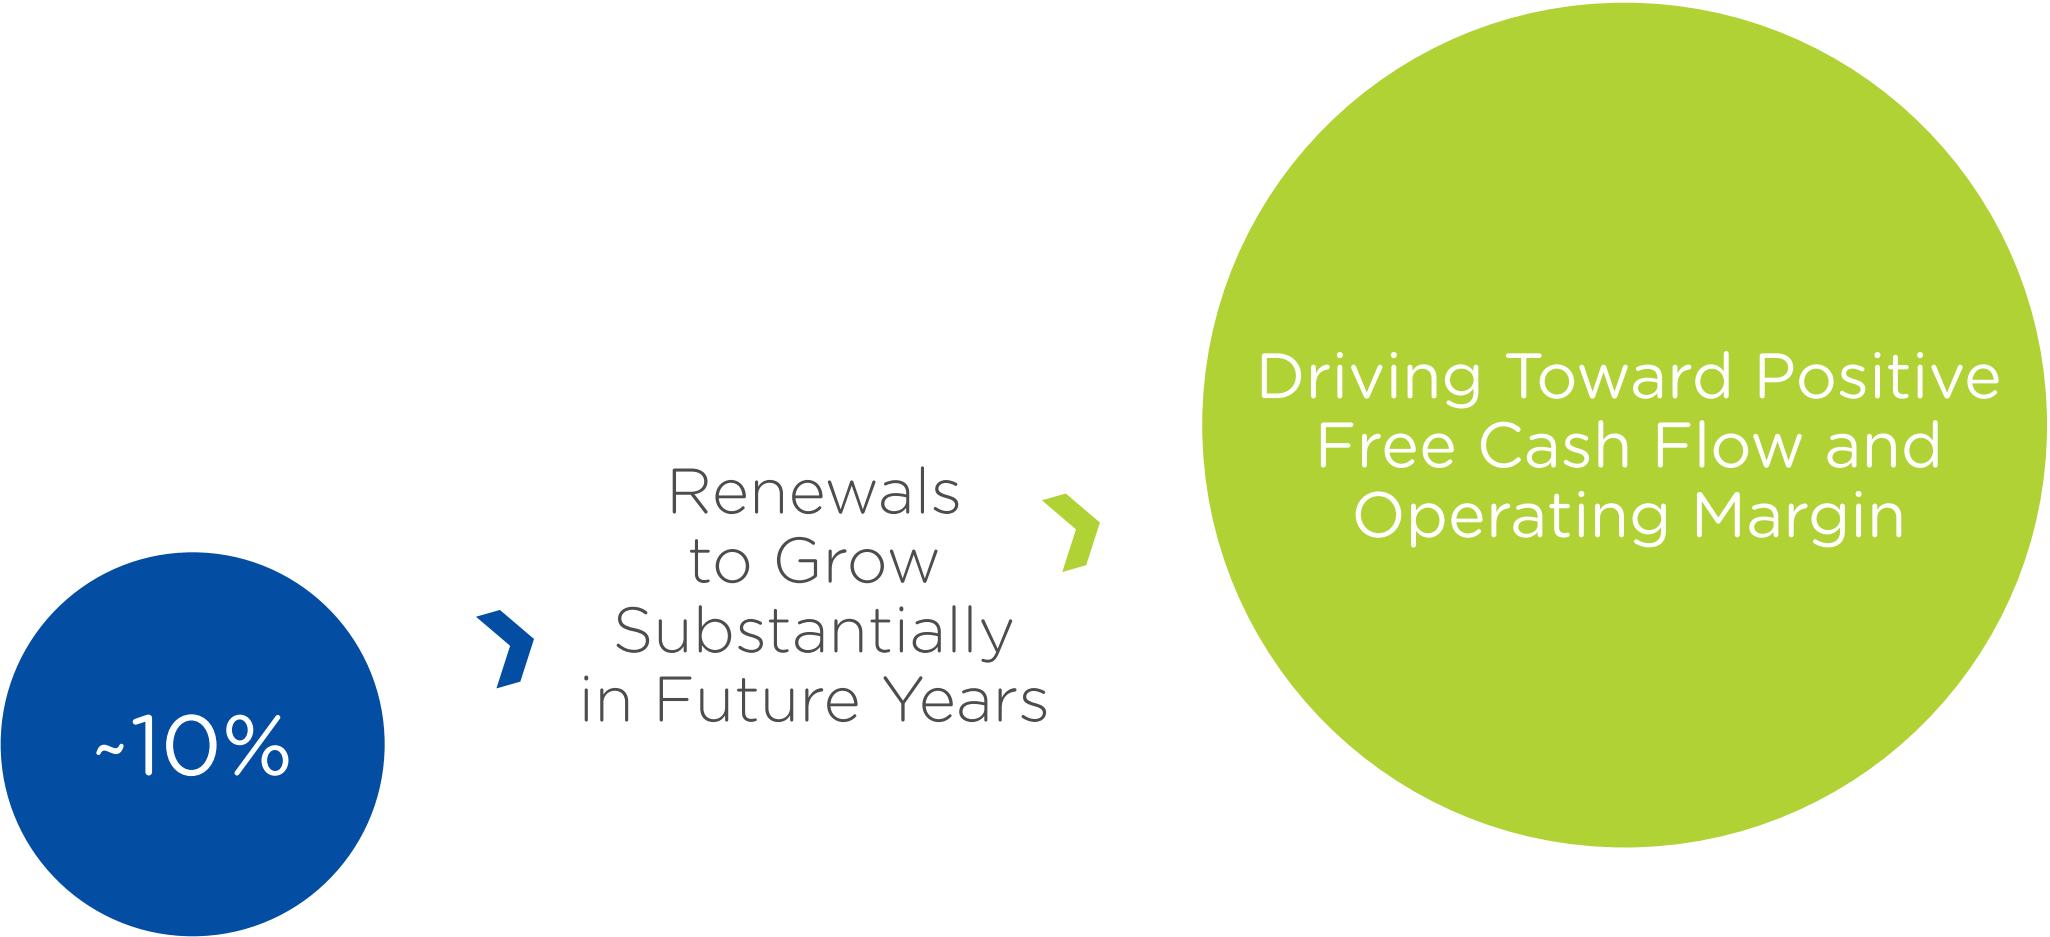 ~10%
Renewals
to Grow
Substantially
in Future Years
Driving Toward Positive
Free Cash Flow and
Operating Margin